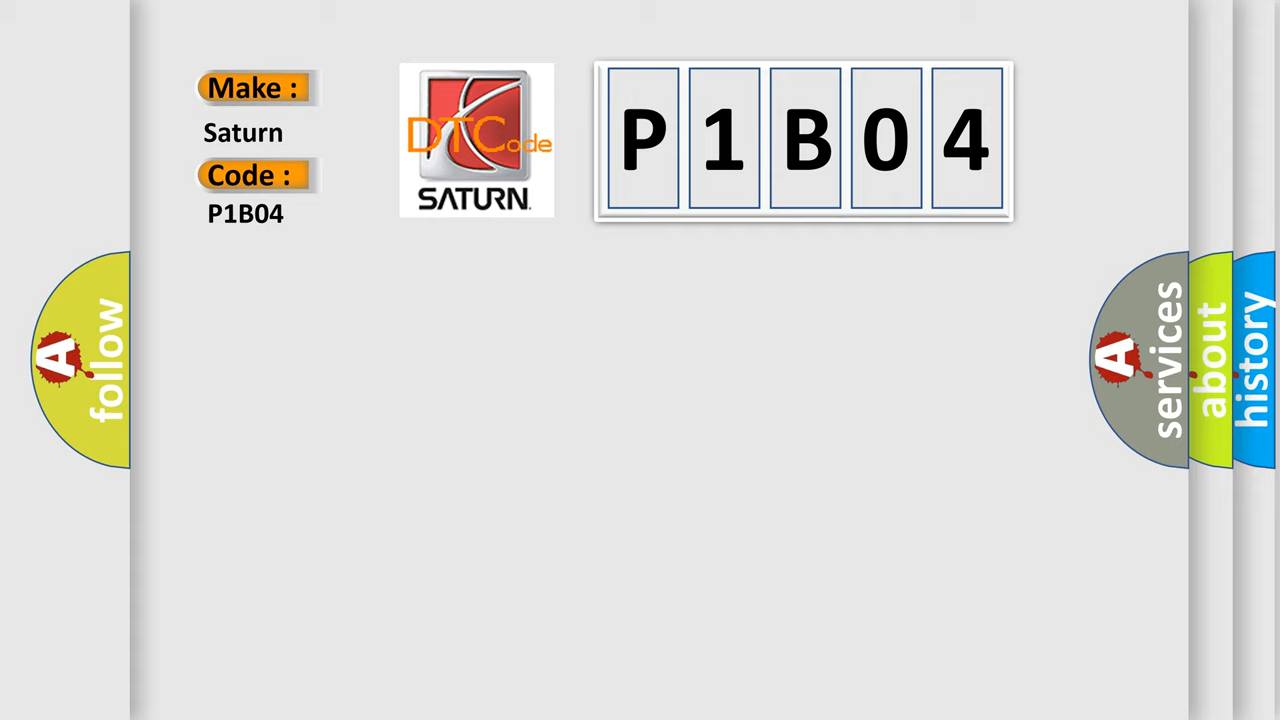 Make :
Saturn
Code :
P1B04
DTCode
SATURN
P 1 B 0 4
A follow
A services
about
history